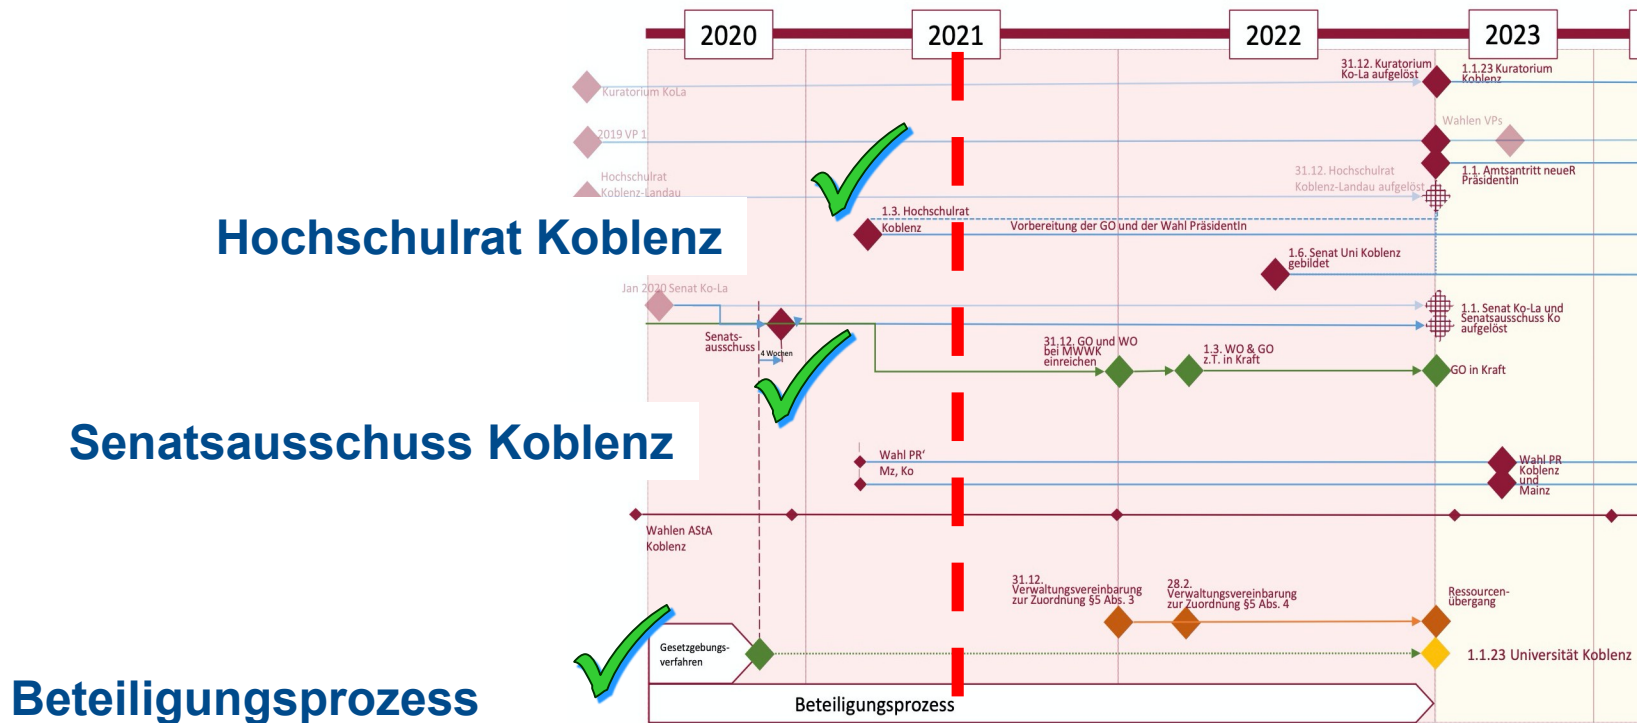 2020
2021
2022
2023
31.12. Kuratorium
Ko-La aufgelöst
1.1.23 Kuratorium
Koblenz
Kuratorium KoLa
2019 VP 1
Wahlen VPs
Hochschulrat
Koblenz-Landau
31.12. Hochschulrat
Koblenz-Landau aufgelöst
1.1. Amtsantritt neueR
PräsidentIn
Hochschulrat Koblenz
1.3. Hochschulrat
Koblenz
Vorbereitung der GO und der Wahl PräsidentIn
1.6. Senat Uni Koblenz
gebildet
Jan 2020 Senat Ko-La
1.1. Senat Ko-La und
Senatsausschuss Ko
aufgelöst
Senats-
ausschuss
4 Wochen
31.12. GO und WO
bei MWWK
einreichen
1.3. WO & GO
z.T. in Kraft
GO in Kraft
Senatsausschuss Koblenz
Wahl PR'
Mz, Ko
Wahl PR
Koblenz
und
Mainz
Wahlen AStA
Koblenz
31.12.
Verwaltungsvereinbarung
zur Zuordnung §5 Abs. 3
28.2.
Verwaltungsvereinbarung
zur Zuordnung §5 Abs. 4
Ressourcen-
übergang
Gesetzgebungs-
verfahren
1.1.23 Universität Koblenz
Beteiligungsprozess
Beteiligungsprozess